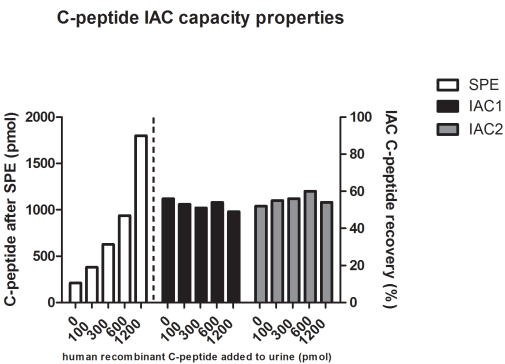 C-peptide IAC capacity properties
SPE
IAC1
IAC2
C-peptide after SPE (pmol)
2000
1500
1000
500
0
IAC C-peptide recovery (%)
100
80
60
40
20
0
0 100 300 600 1200 0 100 300 600 1200 0 100 300 600 1200
human recombinant C-peptide added to urine (pmol)